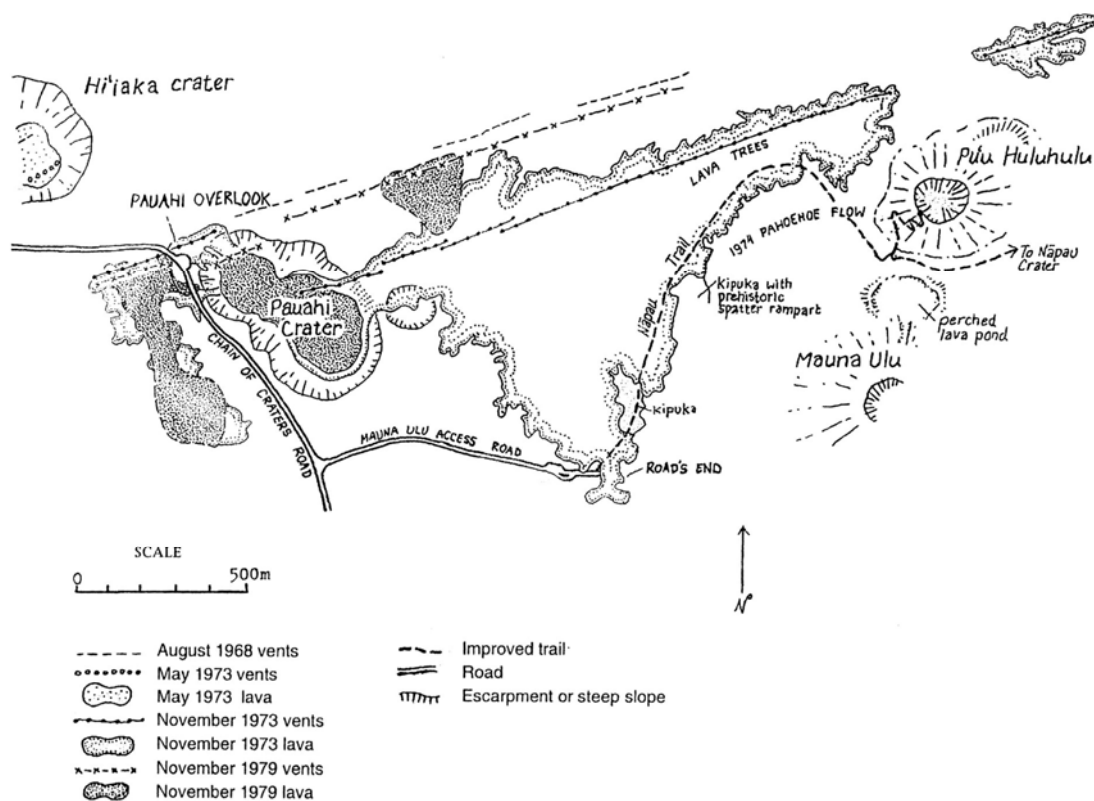 Hi'iaka crater
PAUAHI OVERLOOK
Pauahi
Crater
CHAIN OF CRATERS ROAD
MAUNA ULU ACCESS ROAD
ROAD'S END
Kipuka
Nāpau Trail
Kipuka with
prehistoric
spatter rampart
1974 PAHOEHOE FLOW
LAVA TREES
Pu'u Huluhulu
To Nāpau
Crater
perched
lava pond
Mauna Ulu
N
SCALE
0 500m
August 1968 vents
May 1973 vents
May 1973 lava
November 1973 vents
November 1973 lava
November 1979 vents
November 1979 lava
Improved trail
Road
Escarpment or steep slope